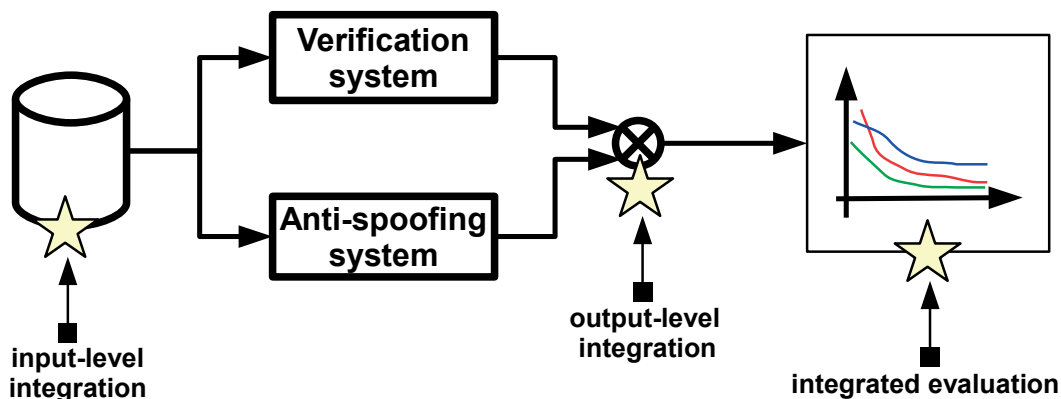 Verification
system
Anti-spoofing
system
input-level
integration
output-level
integration
integrated evaluation